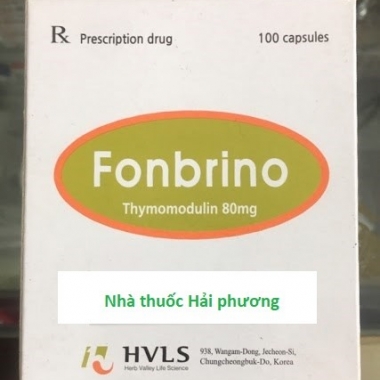 Rx Prescription drug 100 capsules
Fonbrino
Thymomodulin 80mg
Nhà thuốc Hải phương
HVLS
Herb Valley Life Science
938, Wangam-Dong, Jecheon-Si,
Chungcheongbuk-Do, Korea